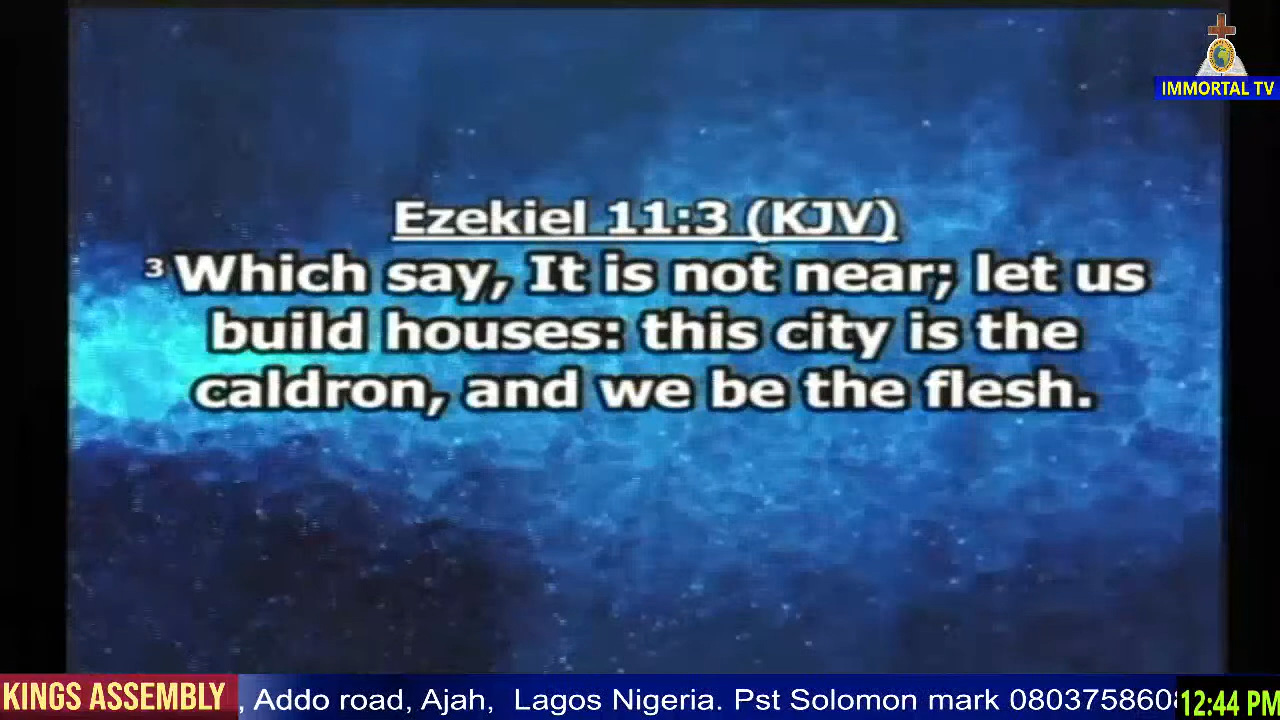 IMMORTAL TV
Ezekiel 11:3 (KJV)
3 Which say, It is not near; let us
build houses: this city is the
caldron, and we be the flesh.
KINGS ASSEMBLY , Addo road, Ajah, Lagos Nigeria. Pst Solomon mark 080375860 12:44 PM